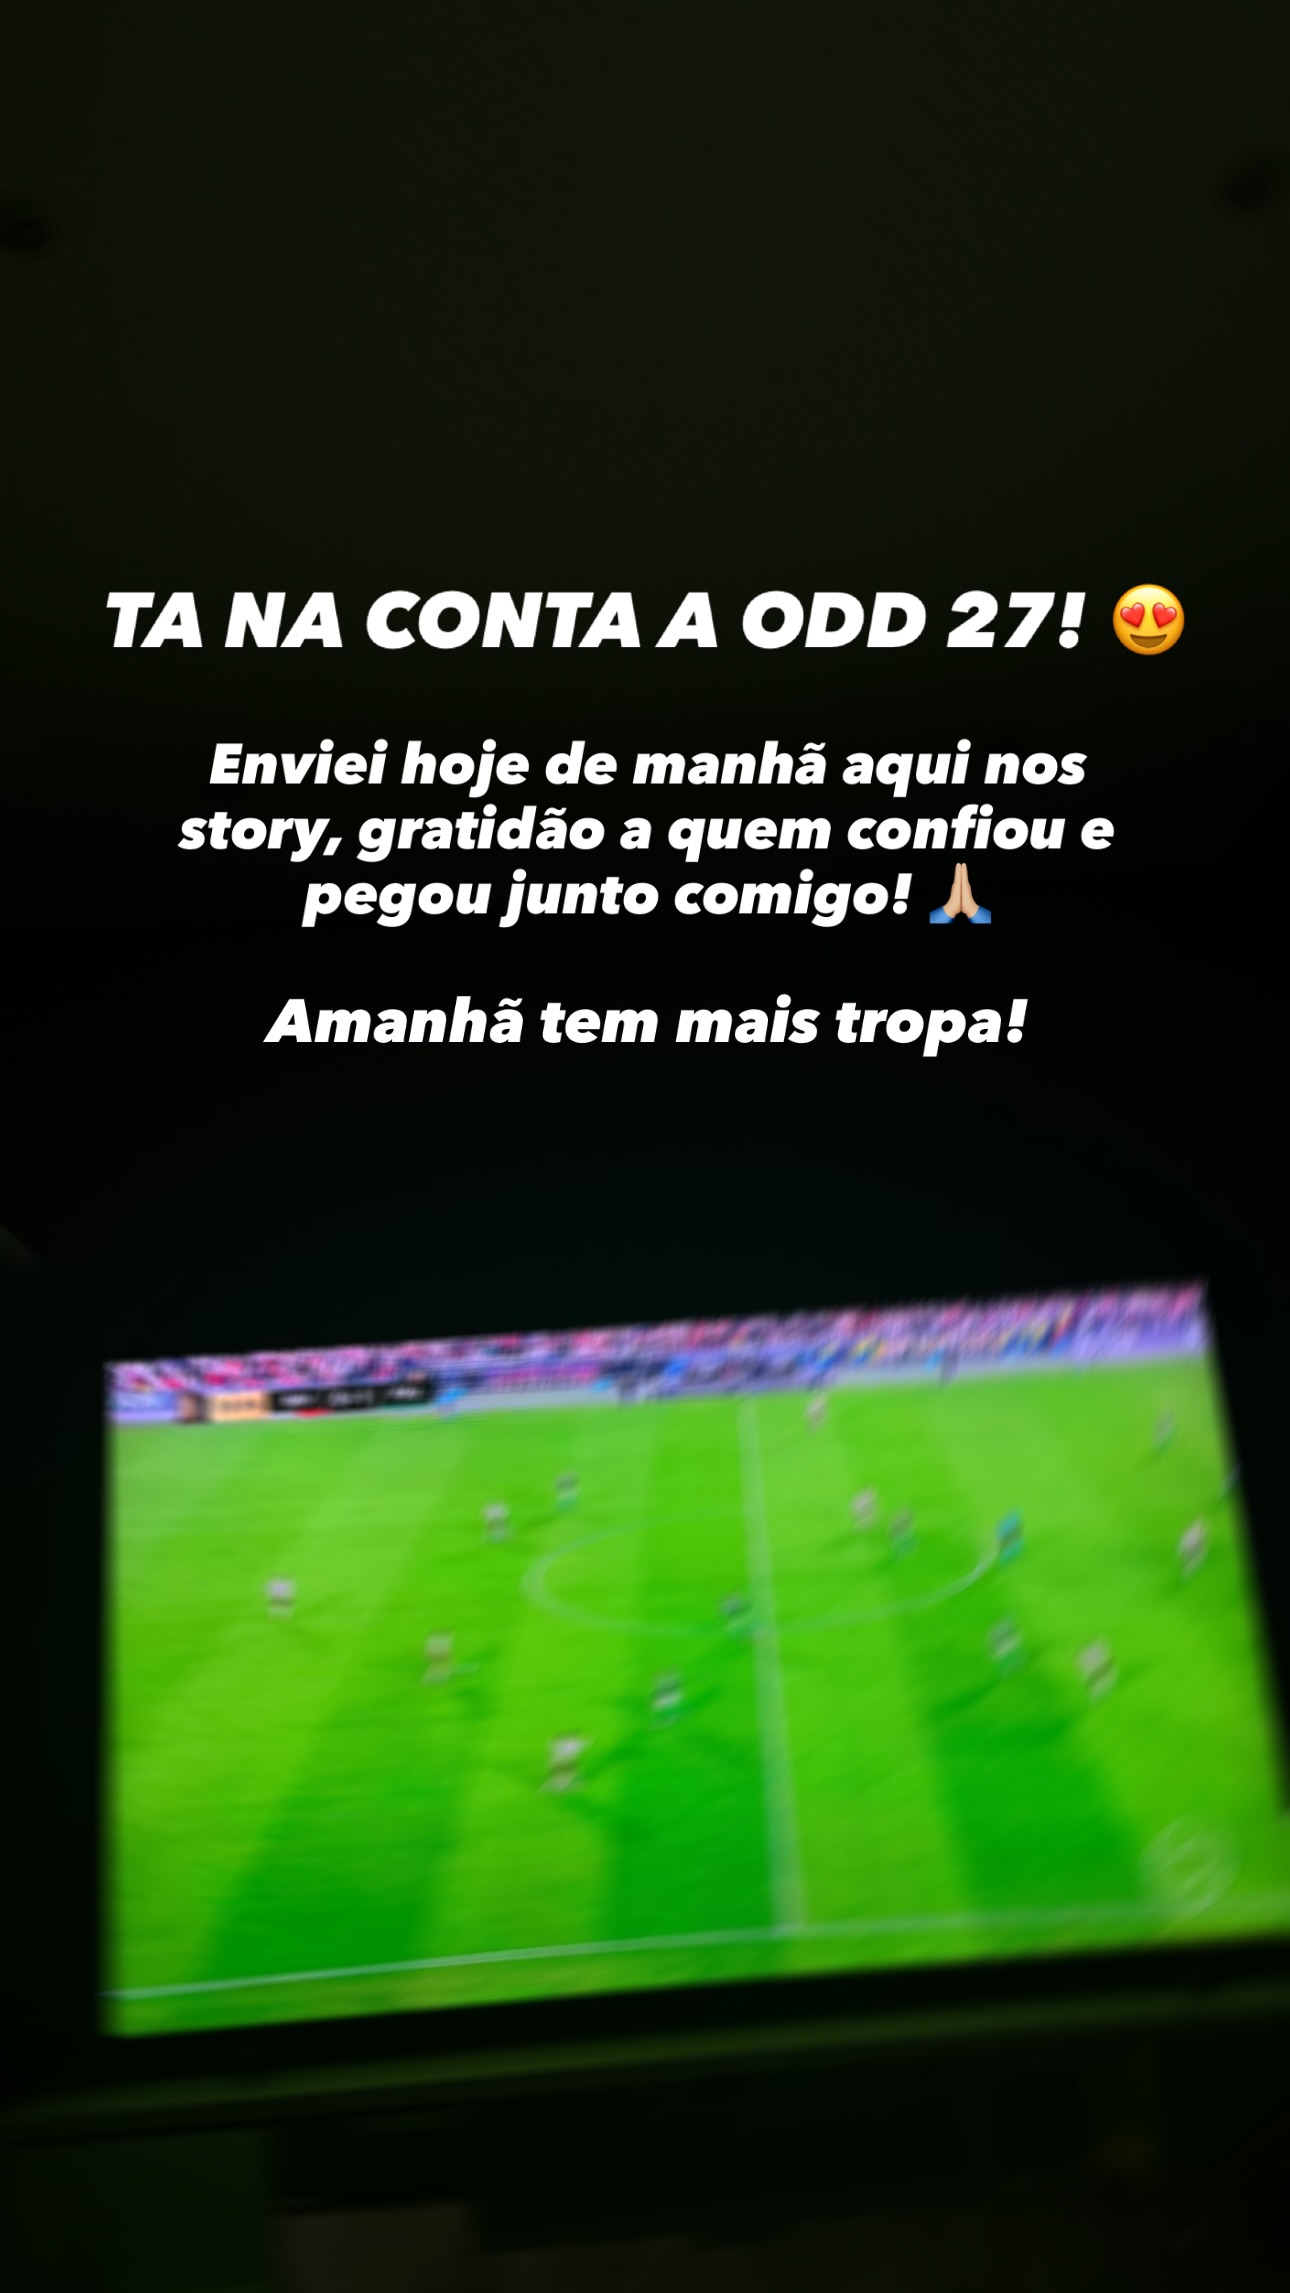 TA NA CONTA A ODD 27! 😍
Enviei hoje de manhã aqui nos
story, gratidão a quem confiou e
pegou junto comigo! 🙏🏼
Amanhã tem mais tropa!